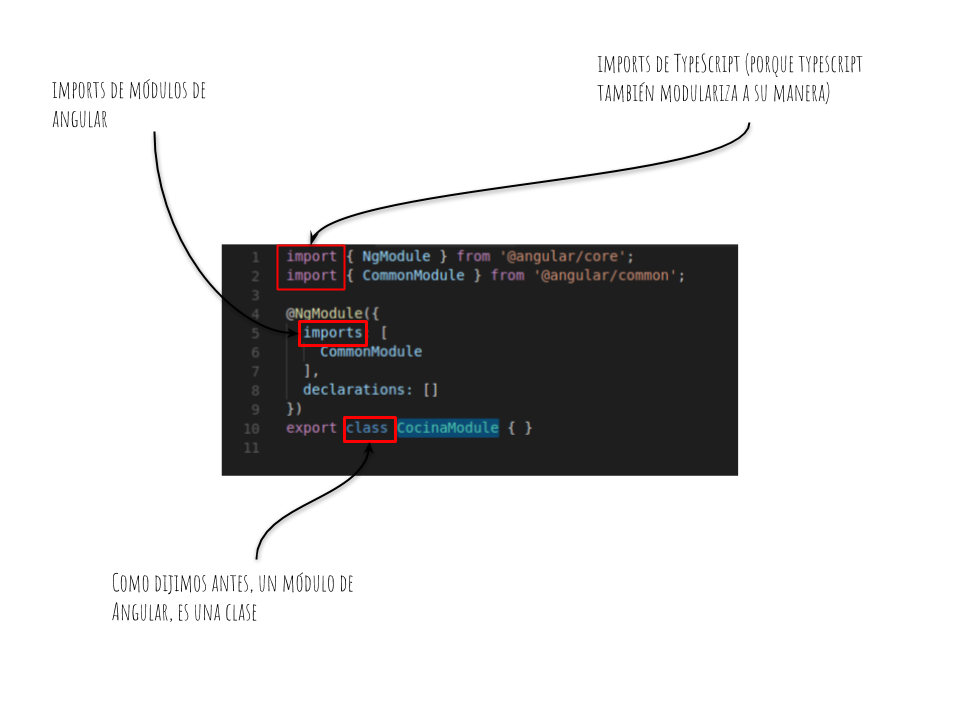 imports de módulos de
angular
imports de TypeScript (porque typescript
también modulariza a su manera)
1 import { NgModule } from '@angular/core';
2 import { CommonModule } from '@angular/common';
3
4 @NgModule({
5 imports: [
6 CommonModule
7 ],
8 declarations: []
9 })
10 export class CocinaModule { }
11
Como dijimos antes, un módulo de
Angular, es una clase